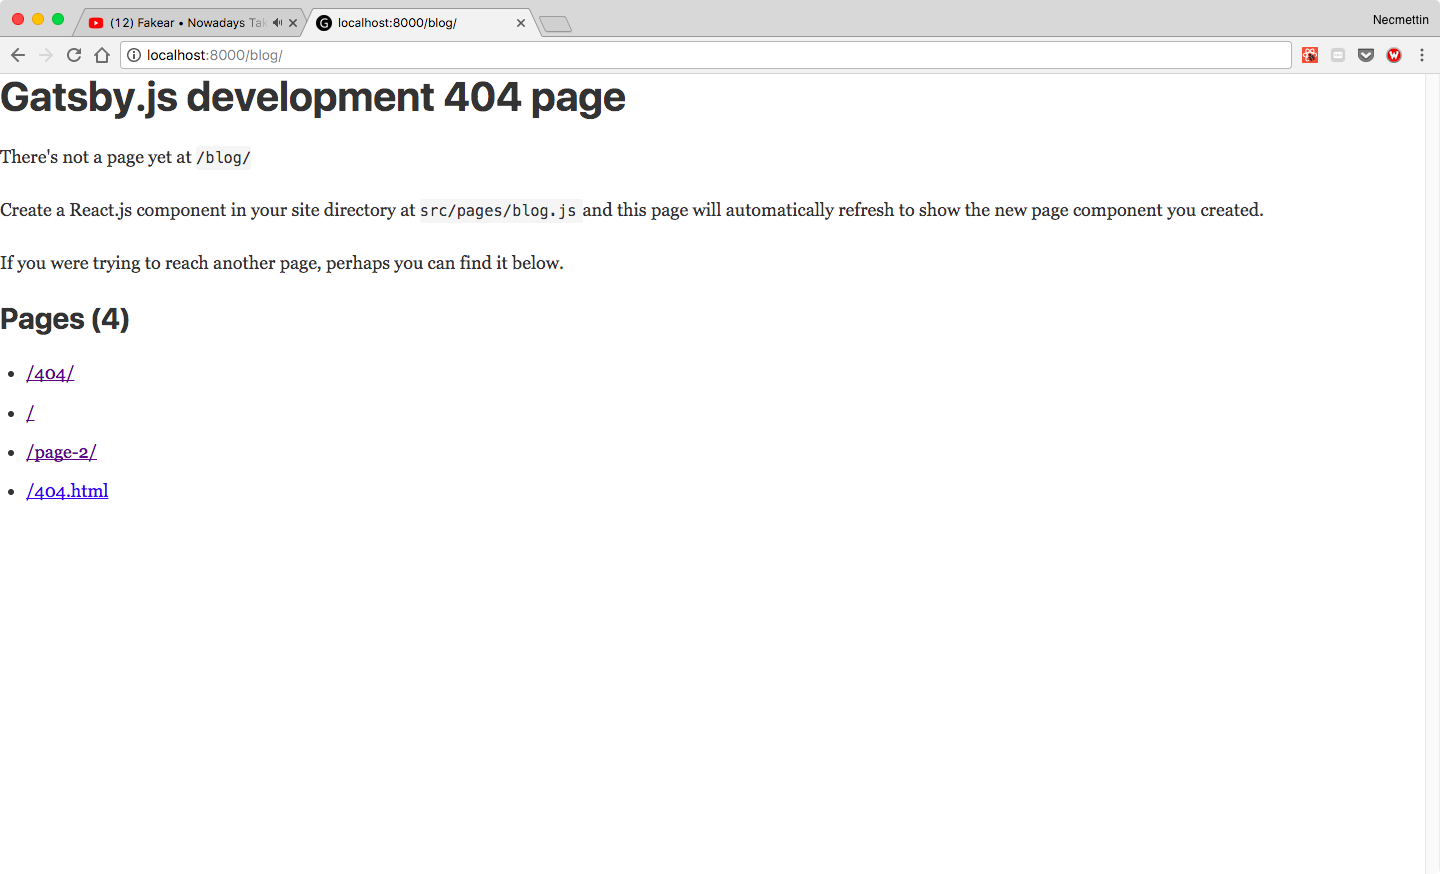 (12) Fakear • Nowadays Tak
localhost:8000/blog/
Necmettin
localhost:8000/blog/
Gatsby.js development 404 page
There's not a page yet at /blog/
Create a React.js component in your site directory at src/pages/blog.js and this page will automatically refresh to show the new page component you created.
If you were trying to reach another page, perhaps you can find it below.
Pages (4)
• /404/
• /
• /page-2/
• /404.html